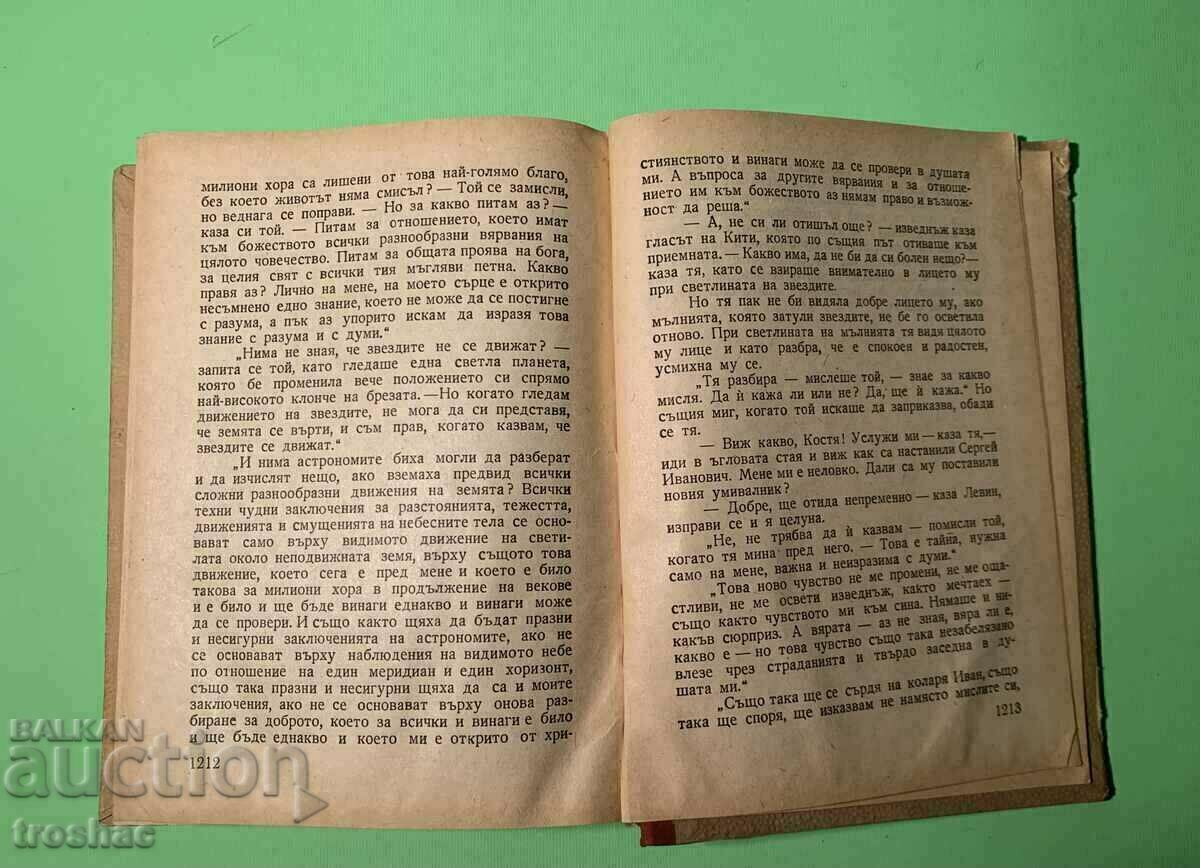 милиони хора са лишени от това най-голямо благо,
без което животът няма смисъл? — Той се замисли,
но веднага се поправи. — Но за какво питам аз? —
каза си той. — Питам за отношението, което имат
към божеството всички разнообразни вярвания на
цялото човечество. Питам за общата проява на бога,
за целия свят с всички тия мъгляви петна. Какво
правя аз? Лично на мене, на моето сърце е открито
несъмнено едно знание, което не може да се постигне
с разума, а пък аз упорито искам да изразя това
знание с разума и с думи.“
„Нима не зная, че звездите не се движат? —
запита се той, като гледаше една светла планета,
която бе променила вече положението си спрямо
най-високото клонче на брезата. —Но когато гледам
движението на звездите, не мога да си представя,
че земята се върти, и съм прав, когато казвам, че
звездите се движат.“
„И нима астрономите биха могли да разберат
и да изчислят нещо, ако вземаха предвид всички
сложни разнообразни движения на земята? Всички
техни чудни заключения за разстоянията, тежестта,
движенията и смущенията на небесните тела се осно-
вават само върху видимото движение на свети-
лата около неподвижната земя, върху същото това
движение, което сега е пред мене и което е било
такова за милиони хора в продължение на векове
и е било и ще бъде винаги еднакво и винаги може
да се провери. И също както щяха да бъдат празни
и несигурни заключенията на астрономите, ако не
се основават върху наблюдения на видимото небе
по отношение на един меридиан и един хоризонт,
също така празни и несигурни щяха да са и моите
заключения, ако не се основават върху онова раз-
биране за доброто, което за всички и винаги е било
и ще бъде еднакво и което ми е открито от хри-
1212
стиянството и винаги може да се провери в душата
ми. А въпроса за другите вярвания и за отноше-
нието им към божеството аз нямам право и възмож-
ност да реша.“
— А, не си ли отишъл още? — изведнъж каза
гласът на Кити, която по същия път отиваше към
приемната. — Какво има, да не би да си болен нещо?—
каза тя, като се взираше внимателно в лицето му
при светлината на звездите.
Но тя пак не би видяла добре лицето му, ако
мълнията, която затули звездите, не бе го осветила
отново. При светлината на мълнията тя видя цялото
му лице и като разбра, че е спокоен и радостен,
усмихна му се.
„Тя разбира — мислеше той, — знае за какво
мисля. Да ѝ кажа ли или не? Да, ще ѝ кажа.“ Но
същия миг, когато той искаше да заприказва, обади
се тя.
— Виж какво, Костя! Услужи ми — каза тя,—
иди в ъгловата стая и виж как са настанили Сергей
Иванович. Мене ми е неловко. Дали са му поставили
новия умивалник?
— Добре, ще отида непременно — каза Левин,
изправи се и я целуна.
„Не, не трябва да ѝ казвам — помисли той,
когато тя мина пред него. — Това е тайна, нужна
само на мене, важна и неизразима с думи.“
„Това ново чувство не ме промени, не ме оща-
стливи, не ме освети изведнъж, както мечтаех —
също както чувството ми към сина. Нямаше и ни-
какъв сюрприз. А вярата — аз не зная, вяра ли е,
какво е — но това чувство също така незабелязано
влезе чрез страданията и твърдо заседна в ду-
шата ми.“
„Също така ще се сърдя на коларя Иван, също
така ще споря, ще изказвам не намясто мислите си,
1213
BALKAN
auction
troshac